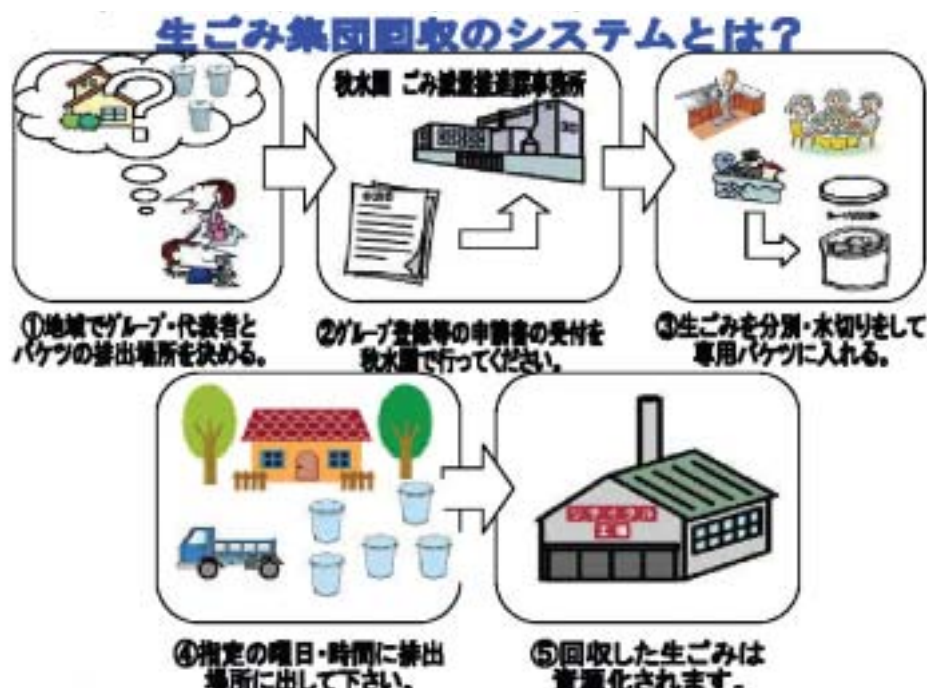 生ごみ集団回収のシステムとは?
秋水園 ごみ減量推進課事務所
①地域でグループ・代表者と
バケツの排出場所を決める。
②グループ登録等の申請書の受付を
秋水園で行ってください。
③生ごみを分別・水切りをして
専用バケツに入れる。
④指定の曜日・時間に排出
場所に出して下さい。
リサイクル
工場
⑤回収した生ごみは
資源化されます。